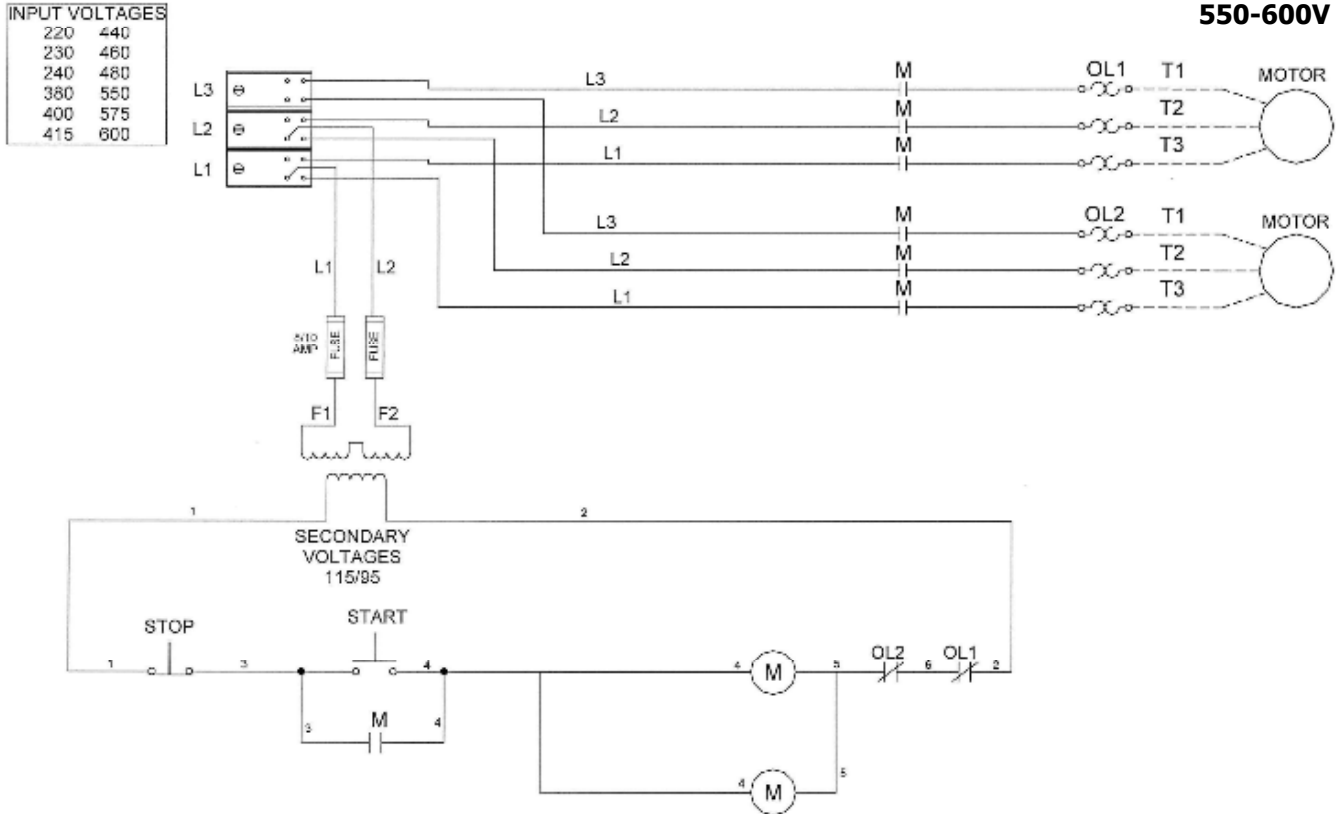 INPUT VOLTAGES
220 440
230 460
240 480
380 550
400 575
415 600
550-600V
L3
L2
L1
L3
M
OL1
T1
MOTOR
L2
M
T2
L1
M
T3
L3
M
OL2
T1
MOTOR
L2
M
T2
L1
M
T3
L1
L2
AMP
FUSE
FUSE
F1
F2
1
2
SECONDARY
VOLTAGES
115/95
STOP
START
1
3
4
4
M
5
OL2
6
OL1
2
3
M
4
4
M
5